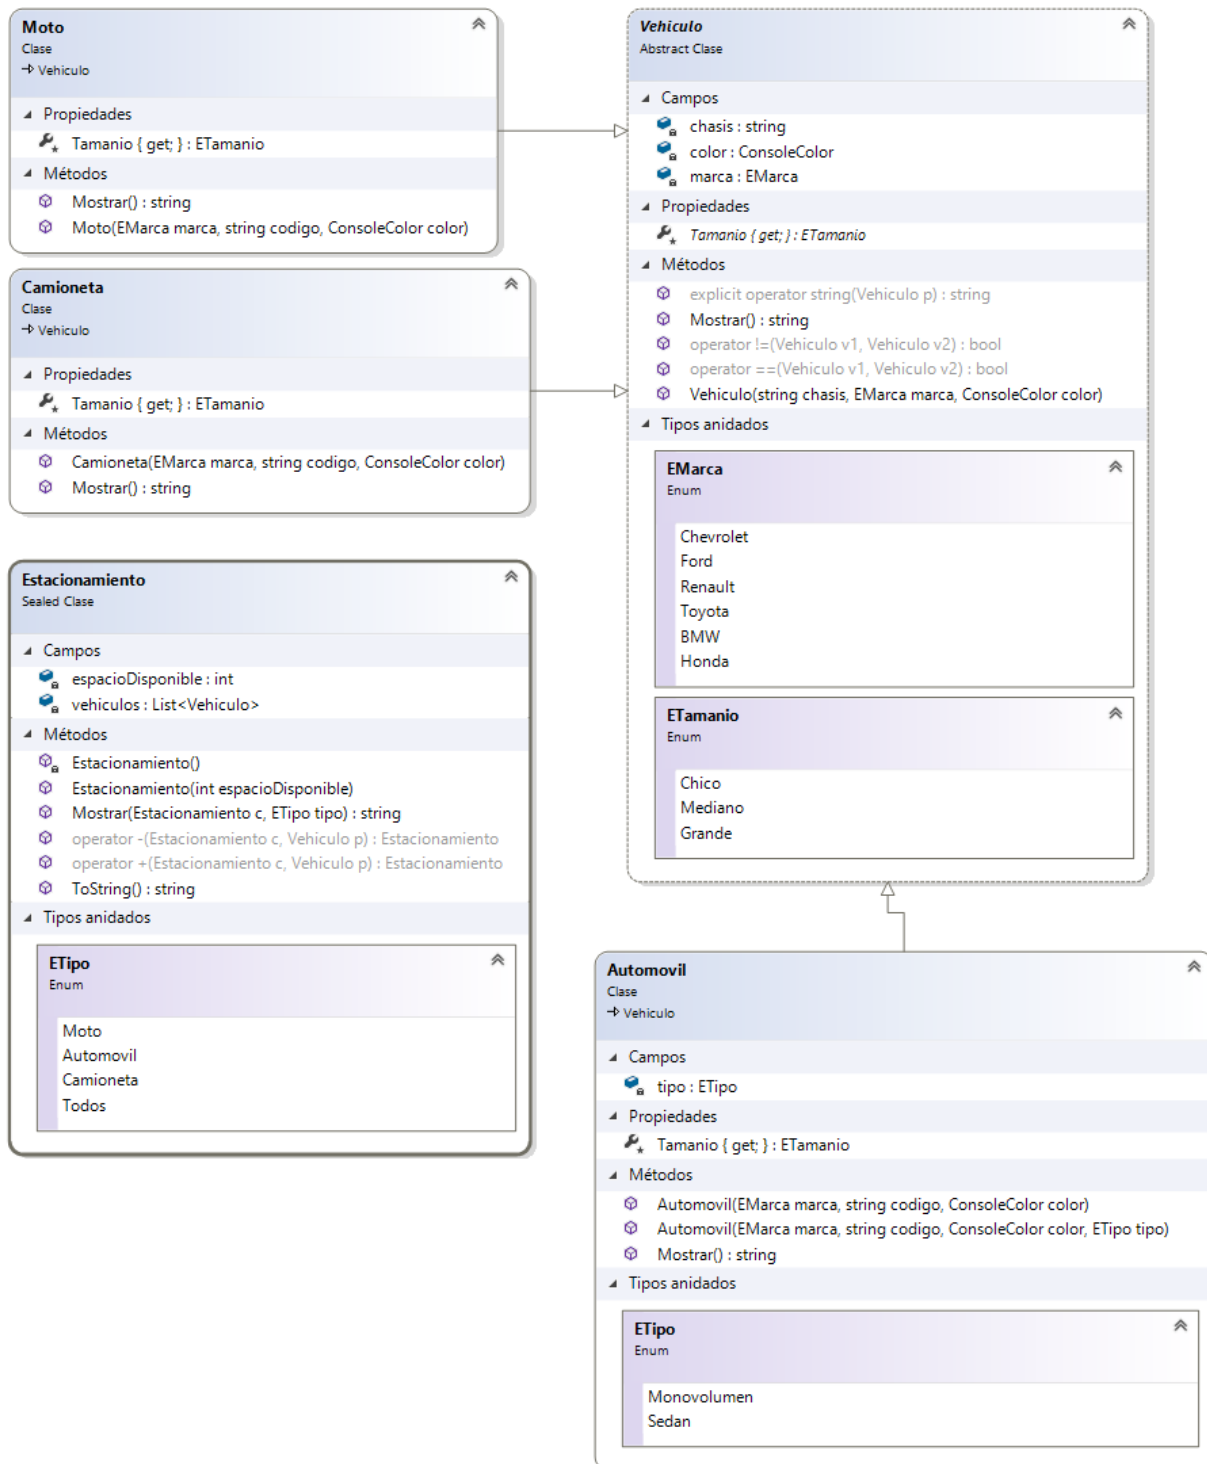 Moto
Clase
Vehiculo
Propiedades
Tamanio { get; } : ETamanio
Métodos
Mostrar() : string
Moto(EMarca marca, string codigo, ConsoleColor color)
Camioneta
Clase
Vehiculo
Propiedades
Tamanio { get; } : ETamanio
Métodos
Camioneta(EMarca marca, string codigo, ConsoleColor color)
Mostrar() : string
Estacionamiento
Sealed Clase
Campos
espacioDisponible : int
vehiculos : List<Vehiculo>
Métodos
Estacionamiento()
Estacionamiento(int espacioDisponible)
Mostrar(Estacionamiento c, ETipo tipo) : string
operator -(Estacionamiento c, Vehiculo p) : Estacionamiento
operator +(Estacionamiento c, Vehiculo p) : Estacionamiento
ToString() : string
Tipos anidados
ETipo
Enum
Moto
Automovil
Camioneta
Todos
Vehiculo
Abstract Clase
Campos
chasis : string
color : ConsoleColor
marca : EMarca
Propiedades
Tamanio { get; } : ETamanio
Métodos
explicit operator string(Vehiculo p) : string
Mostrar() : string
operator !=(Vehiculo v1, Vehiculo v2) : bool
operator ==(Vehiculo v1, Vehiculo v2) : bool
Vehiculo(string chasis, EMarca marca, ConsoleColor color)
Tipos anidados
EMarca
Enum
Chevrolet
Ford
Renault
Toyota
BMW
Honda
ETamanio
Enum
Chico
Mediano
Grande
Automovil
Clase
Vehiculo
Campos
tipo : ETipo
Propiedades
Tamanio { get; } : ETamanio
Métodos
Automovil(EMarca marca, string codigo, ConsoleColor color)
Automovil(EMarca marca, string codigo, ConsoleColor color, ETipo tipo)
Mostrar() : string
Tipos anidados
ETipo
Enum
Monovolumen
Sedan